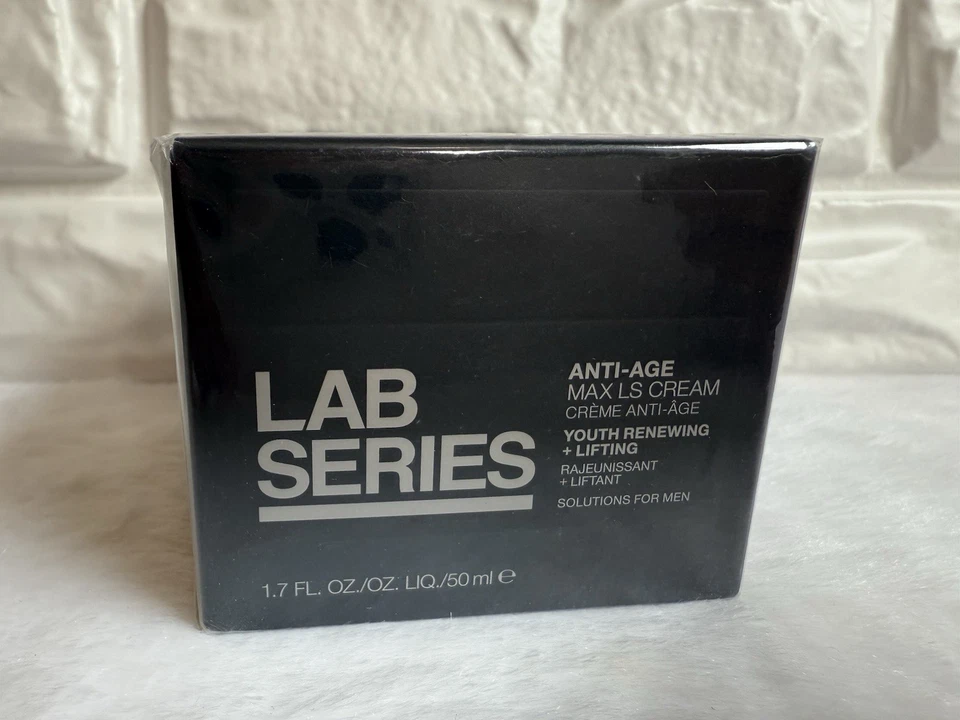 LAB
SERIES
ANTI-AGE
MAX LS CREAM
CRÈME ANTI-ÂGE
YOUTH RENEWING
+ LIFTING
RAJEUNISSANT
+ LIFTANT
SOLUTIONS FOR MEN
1.7 FL. OZ./OZ. LIQ./50 ml ℮